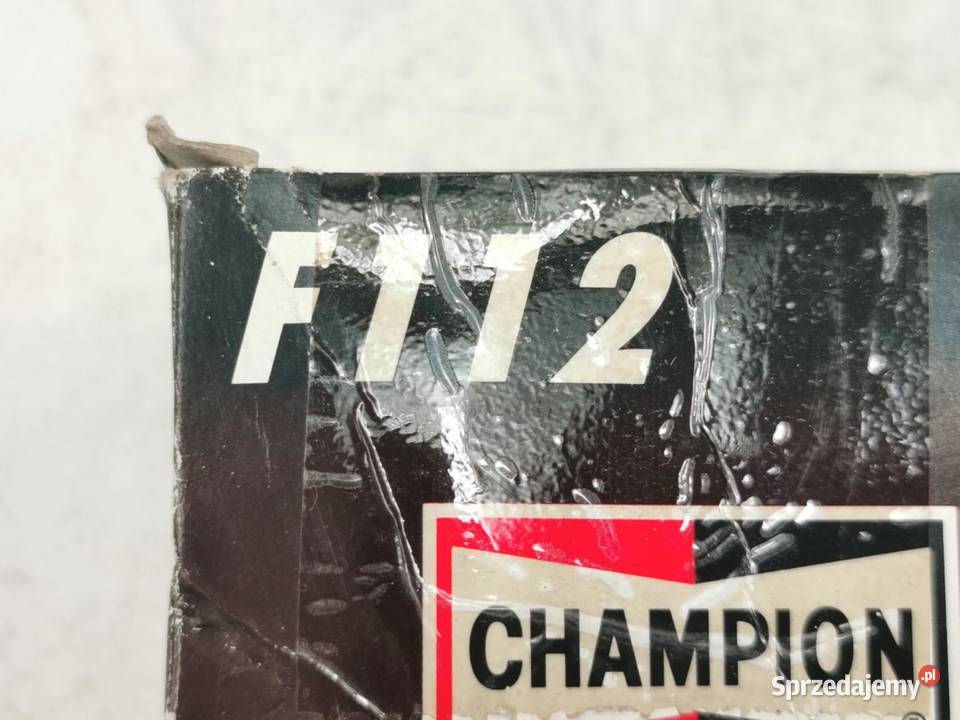 F112
CHAMPION
®
Sprzedajemy.pl